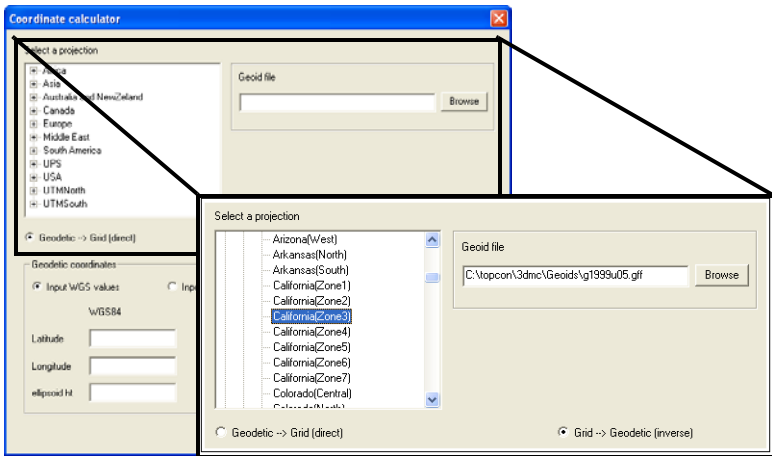 Coordinate calculator
Select a projection
Asia
Australia and NewZeland
Canada
Europe
Middle East
South America
UPS
USA
UTMNorth
UTMSouth
Geoid file
Browse
Geodetic --> Grid (direct)
Geodetic coordinates
Input WGS values
WGS84
Latitude
Longitude
ellipsoid ht
Select a projection
Arizona(West)
Arkansas(North)
Arkansas(South)
California(Zone1)
California(Zone2)
California(Zone3)
California(Zone4)
California(Zone5)
California(Zone6)
California(Zone7)
Colorado(Central)
Geoid file
C:\topcon\3dmc\Geoids\g1999u05.gff
Browse
Geodetic --> Grid (direct)
Grid --> Geodetic (inverse)